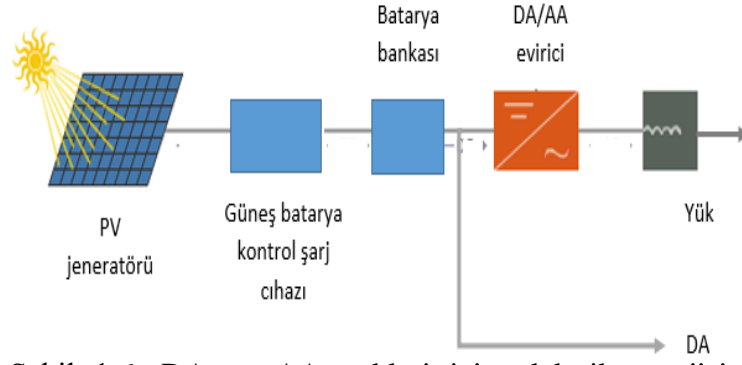 Batarya
bankası
DA/AA
evirici
PV
jeneratörü
Güneş batarya
kontrol şarj
cıhazı
Yük
DA